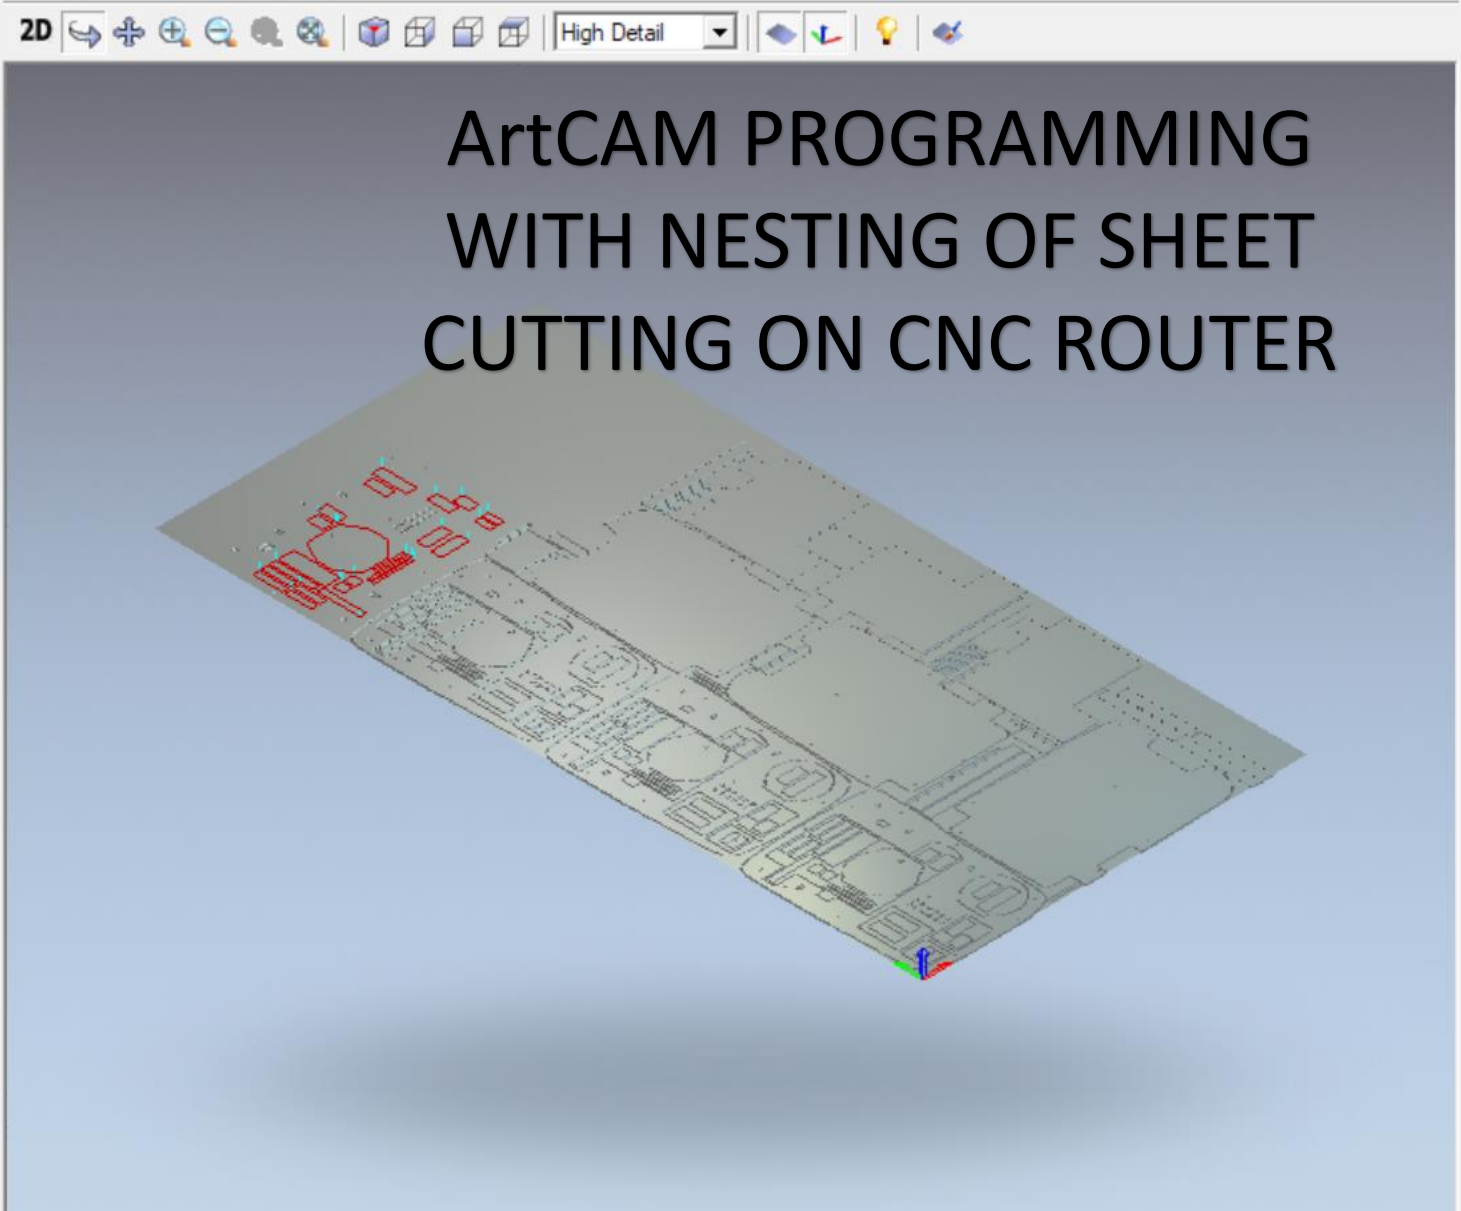 2D
High Detail
ArtCAM PROGRAMMING
WITH NESTING OF SHEET
CUTTING ON CNC ROUTER